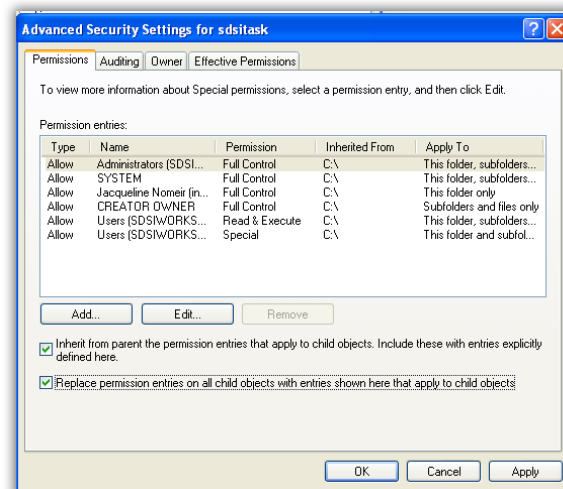 Advanced Security Settings for sdsitask
Permissions Auditing Owner Effective Permissions
To view more information about Special permissions, select a permission entry, and then click Edit.
Permission entries:
Type Name Permission Inherited From Apply To
Allow Administrators (SDSI... Full Control C:\ This folder, subfolders...
Allow SYSTEM Full Control C:\ This folder, subfolders...
Allow Jacqueline Nomeir (in... Full Control C:\ This folder only
Allow CREATOR OWNER Full Control C:\ Subfolders and files only
Allow Users (SDSIWORKS... Read & Execute C:\ This folder, subfolders...
Allow Users (SDSIWORKS... Special C:\ This folder and subfol...
Add... Edit... Remove
Inherit from parent the permission entries that apply to child objects. Include these with entries explicitly
defined here.
Replace permission entries on all child objects with entries shown here that apply to child objects
OK Cancel Apply